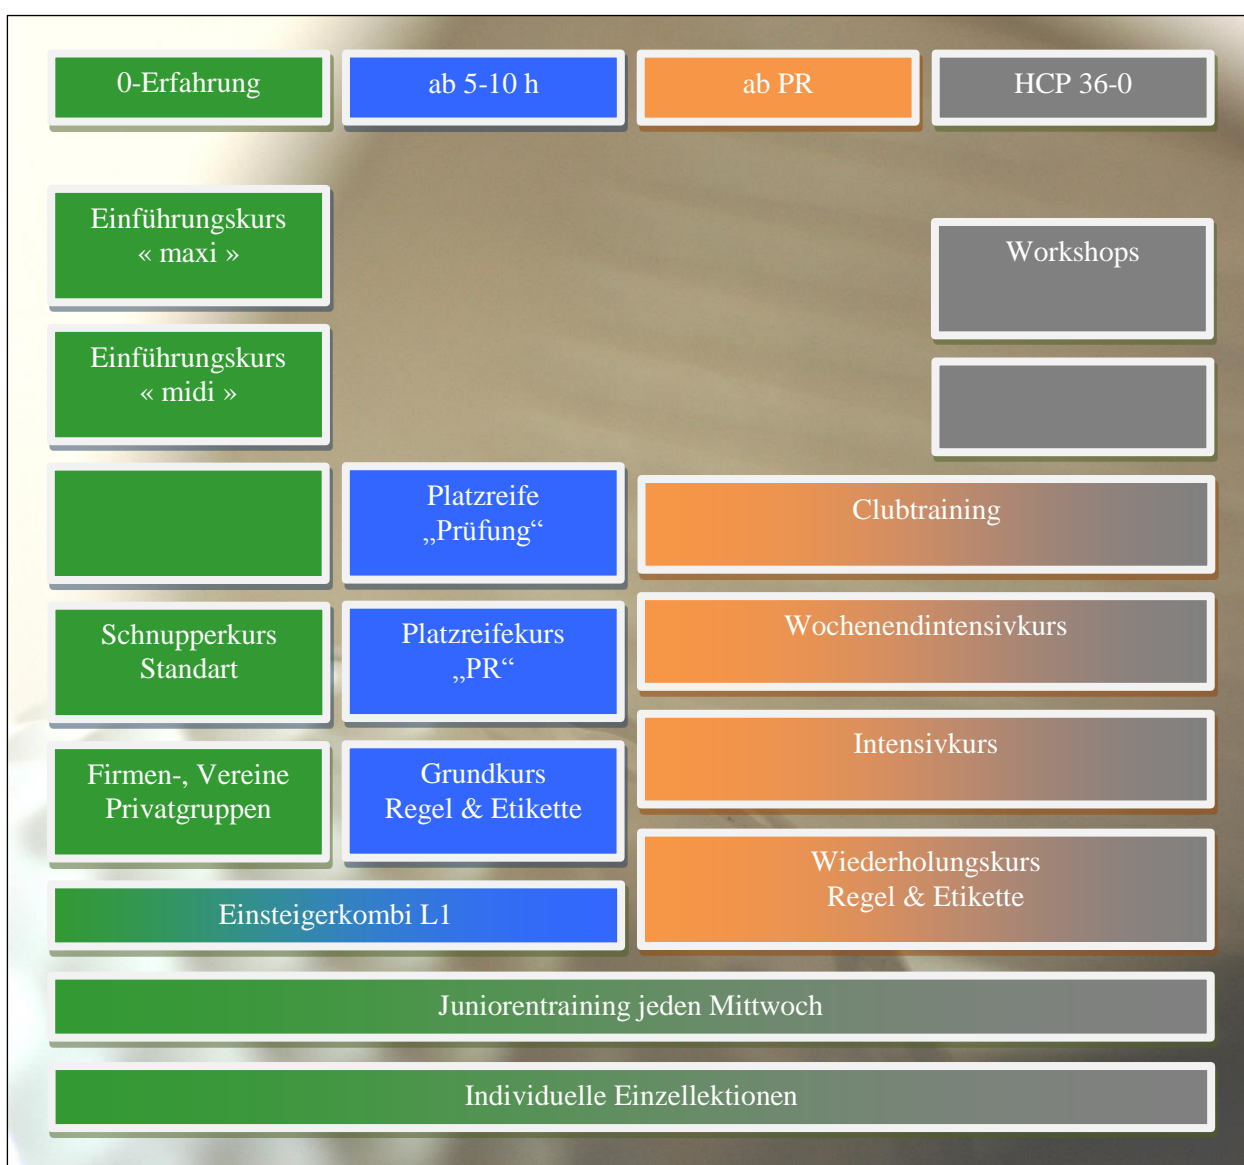 0-Erfahrung
ab 5-10 h
ab PR
HCP 36-0
Einführungskurs
« maxi »
Workshops
Einführungskurs
« midi »
Platzreife
„Prüfung“
Clubtraining
Schnupperkurs
Standart
Platzreifekurs
„PR“
Wochenendintensivkurs
Firmen-, Vereine
Privatgruppen
Grundkurs
Regel & Etikette
Intensivkurs
Wiederholungskurs
Regel & Etikette
Einsteigerkombi L1
Juniorentraining jeden Mittwoch
Individuelle Einzellektionen